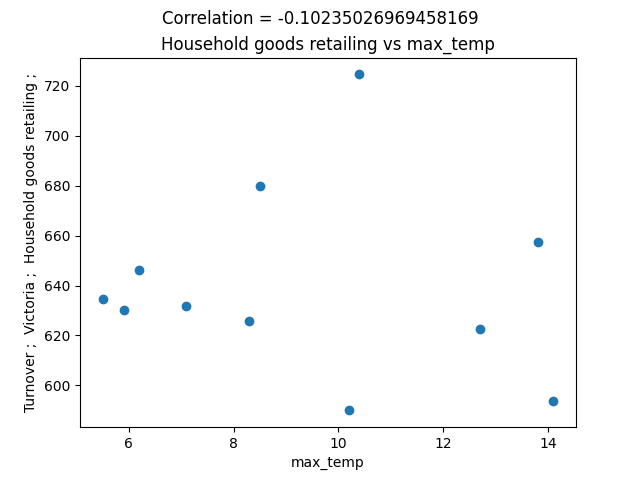 Correlation = -0.10235026969458169
Household goods retailing vs max_temp
Turnover ;  Victoria ;  Household goods retailing ;
720
700
680
660
640
620
600
6 8 10 12 14
max_temp